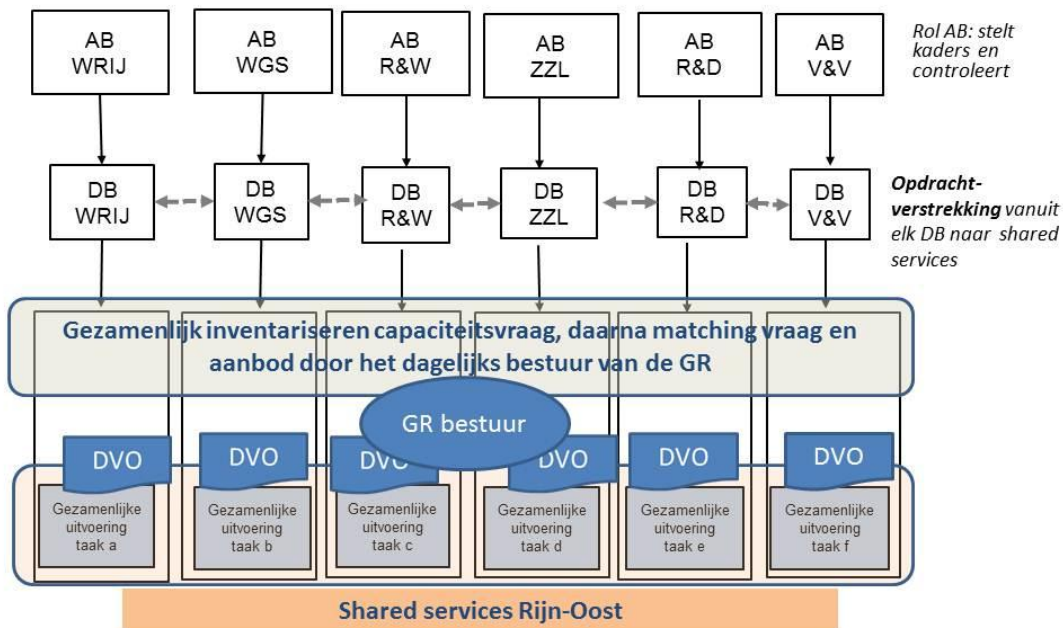 AB
WRIJ
AB
WGS
AB
R&W
AB
ZZL
AB
R&D
AB
V&V
Rol AB: stelt
kaders en
controleert
DB
WRIJ
DB
WGS
DB
R&W
DB
ZZL
DB
R&D
DB
V&V
Opdracht-
verstrekking vanuit
elk DB naar shared
services
Gezamenlijk inventariseren capaciteitsvraag, daarna matching vraag en
aanbod door het dagelijks bestuur van de GR
GR bestuur
DVO
DVO
DVO
DVO
DVO
DVO
Gezamenlijke
uitvoering
taak a
Gezamenlijke
uitvoering
taak b
Gezamenlijke
uitvoering
taak c
Gezamenlijke
uitvoering
taak d
Gezamenlijke
uitvoering
taak e
Gezamenlijke
uitvoering
taak f
Shared services Rijn-Oost